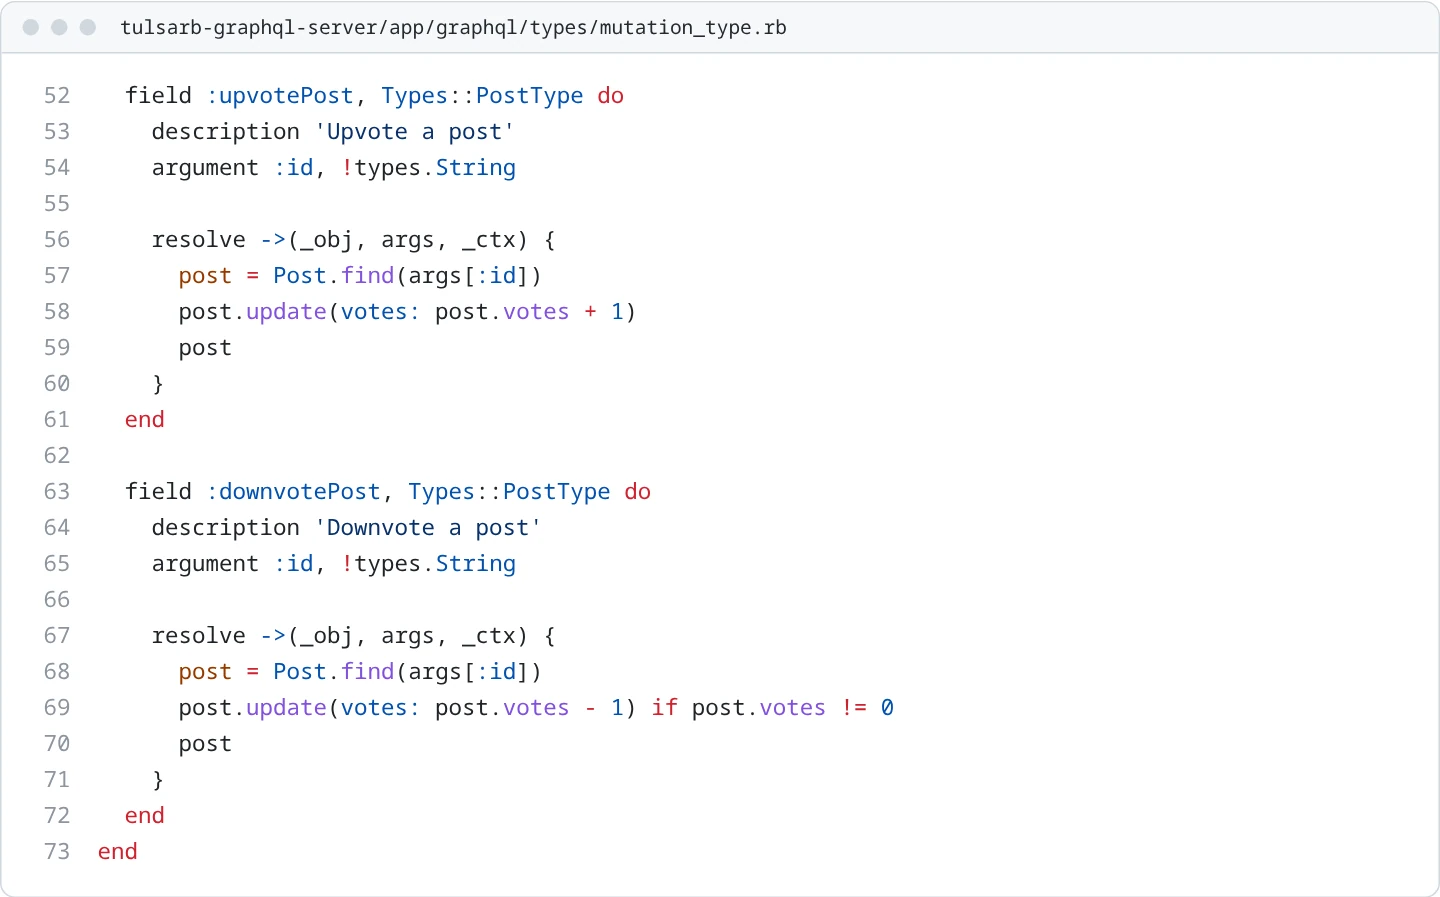 tulsarb-graphql-server/app/graphql/types/mutation_type.rb
52 field :upvotePost, Types::PostType do
53 description 'Upvote a post'
54 argument :id, !types.String
55
56 resolve ->(_obj, args, _ctx) {
57 post = Post.find(args[:id])
58 post.update(votes: post.votes + 1)
59 post
60 }
61 end
62
63 field :downvotePost, Types::PostType do
64 description 'Downvote a post'
65 argument :id, !types.String
66
67 resolve ->(_obj, args, _ctx) {
68 post = Post.find(args[:id])
69 post.update(votes: post.votes - 1) if post.votes != 0
70 post
71 }
72 end
73 end